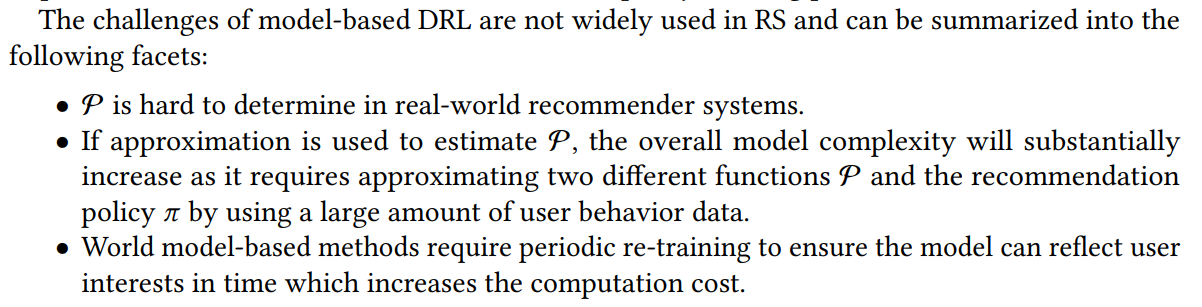 The challenges of model-based DRL are not widely used in RS and can be summarized into the
following facets:
• 𝒫 is hard to determine in real-world recommender systems.
• If approximation is used to estimate 𝒫, the overall model complexity will substantially
increase as it requires approximating two different functions 𝒫 and the recommendation
policy π by using a large amount of user behavior data.
• World model-based methods require periodic re-training to ensure the model can reflect user
interests in time which increases the computation cost.